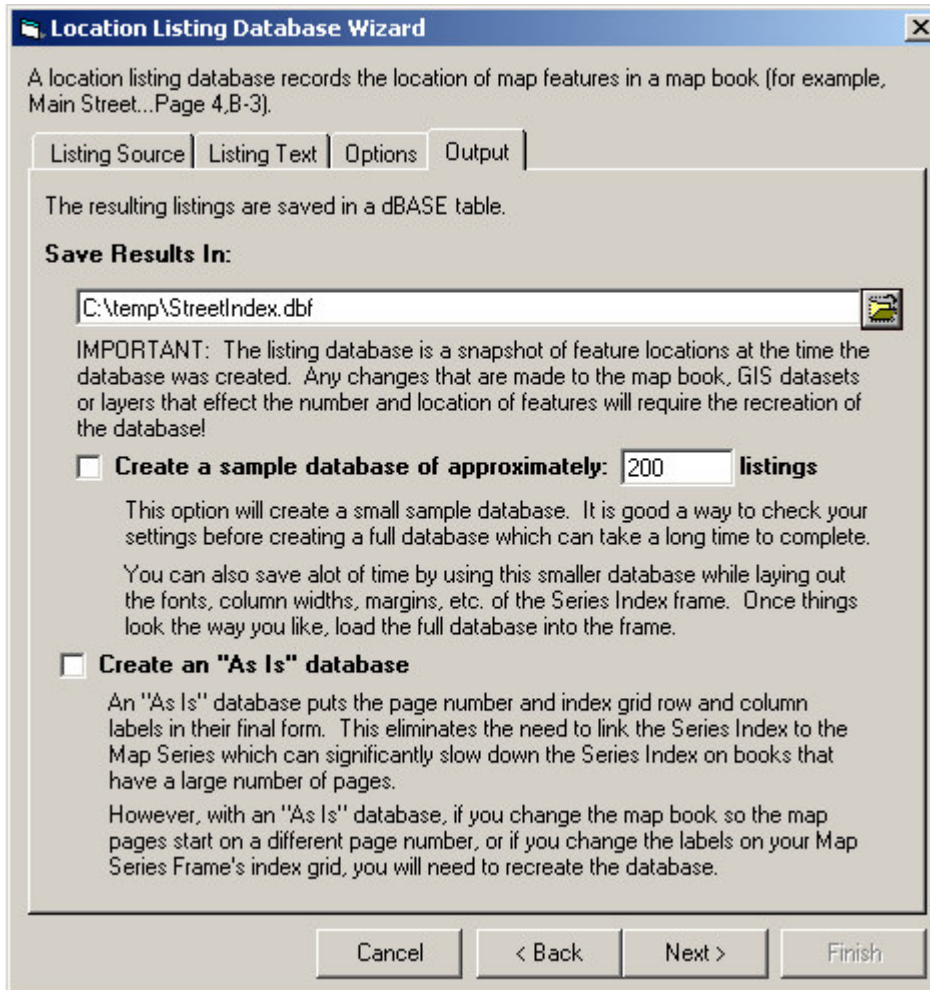 Location Listing Database Wizard
A location listing database records the location of map features in a map book (for example,
Main Street...Page 4,B-3).
Listing Source
Listing Text
Options
Output
The resulting listings are saved in a dBASE table.
Save Results In:
C:\temp\StreetIndex.dbf
IMPORTANT: The listing database is a snapshot of feature locations at the time the
database was created. Any changes that are made to the map book, GIS datasets
or layers that effect the number and location of features will require the recreation of
the database!
Create a sample database of approximately: 200 listings
This option will create a small sample database. It is good a way to check your
settings before creating a full database which can take a long time to complete.
You can also save alot of time by using this smaller database while laying out
the fonts, column widths, margins, etc. of the Series Index frame. Once things
look the way you like, load the full database into the frame.
Create an "As Is" database
An "As Is" database puts the page number and index grid row and column
labels in their final form. This eliminates the need to link the Series Index to the
Map Series which can significantly slow down the Series Index on books that
have a large number of pages.
However, with an "As Is" database, if you change the map book so the map
pages start on a different page number, or if you change the labels on your Map
Series Frame's index grid, you will need to recreate the database.
Cancel
< Back
Next >
Finish